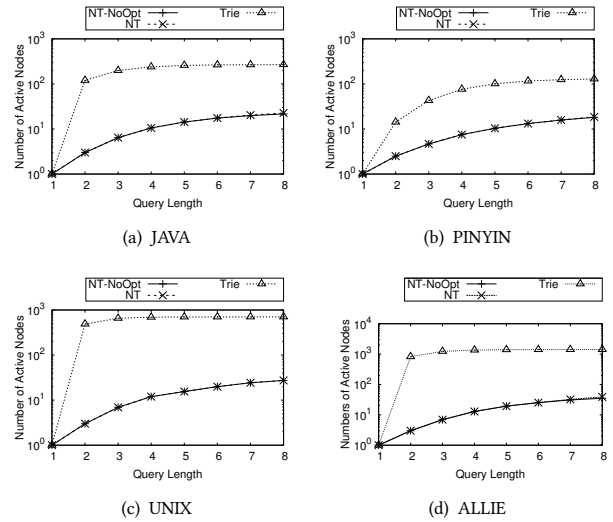 NT-NoOpt Trie
NT
Number of Active Nodes
10^3
10^2
10^1
10^0
1 2 3 4 5 6 7 8
Query Length
(a) JAVA
NT-NoOpt Trie
NT
Number of Active Nodes
10^3
10^2
10^1
10^0
1 2 3 4 5 6 7 8
Query Length
(b) PINYIN
NT-NoOpt Trie
NT
Number of Active Nodes
10^3
10^2
10^1
10^0
1 2 3 4 5 6 7 8
Query Length
(c) UNIX
NT-NoOpt Trie
NT
Numbers of Active Nodes
10^4
10^3
10^2
10^1
10^0
1 2 3 4 5 6 7 8
Query Length
(d) ALLIE